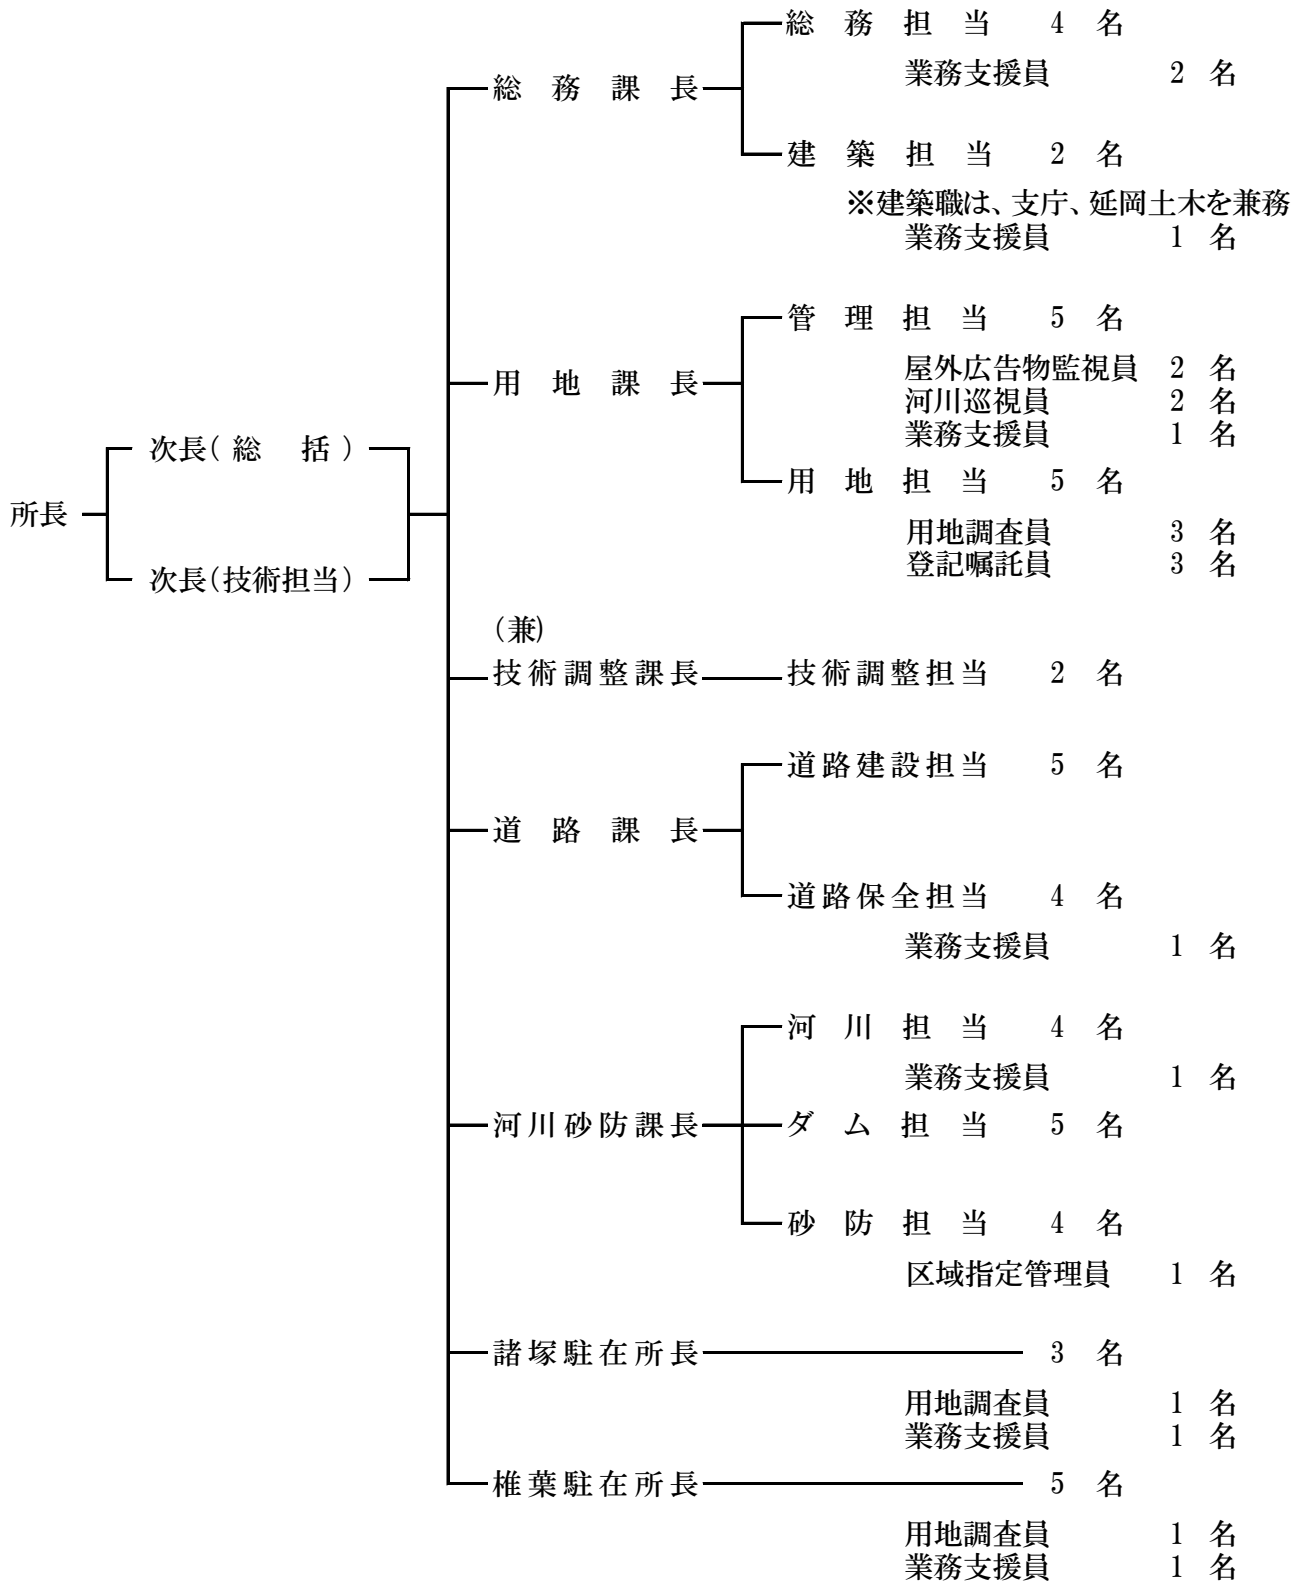 総務担当 4 名
業務支援員 2 名
総務課長
建築担当 2 名
※建築職は、支庁、延岡土木を兼務
業務支援員 1 名
管理担当 5 名
屋外広告物監視員 2 名
用地課長
河川巡視員 2 名
業務支援員 1 名
次長(総括)
用地担当 5 名
所長
用地調査員 3 名
登記嘱託員 3 名
次長(技術担当)
(兼)
技術調整課長 技術調整担当 2 名
道路建設担当 5 名
道路課長
道路保全担当 4 名
業務支援員 1 名
河川担当 4 名
業務支援員 1 名
河川砂防課長 ダム担当 5 名
砂防担当 4 名
区域指定管理員 1 名
諸塚駐在所長 3 名
用地調査員 1 名
業務支援員 1 名
椎葉駐在所長 5 名
用地調査員 1 名
業務支援員 1 名